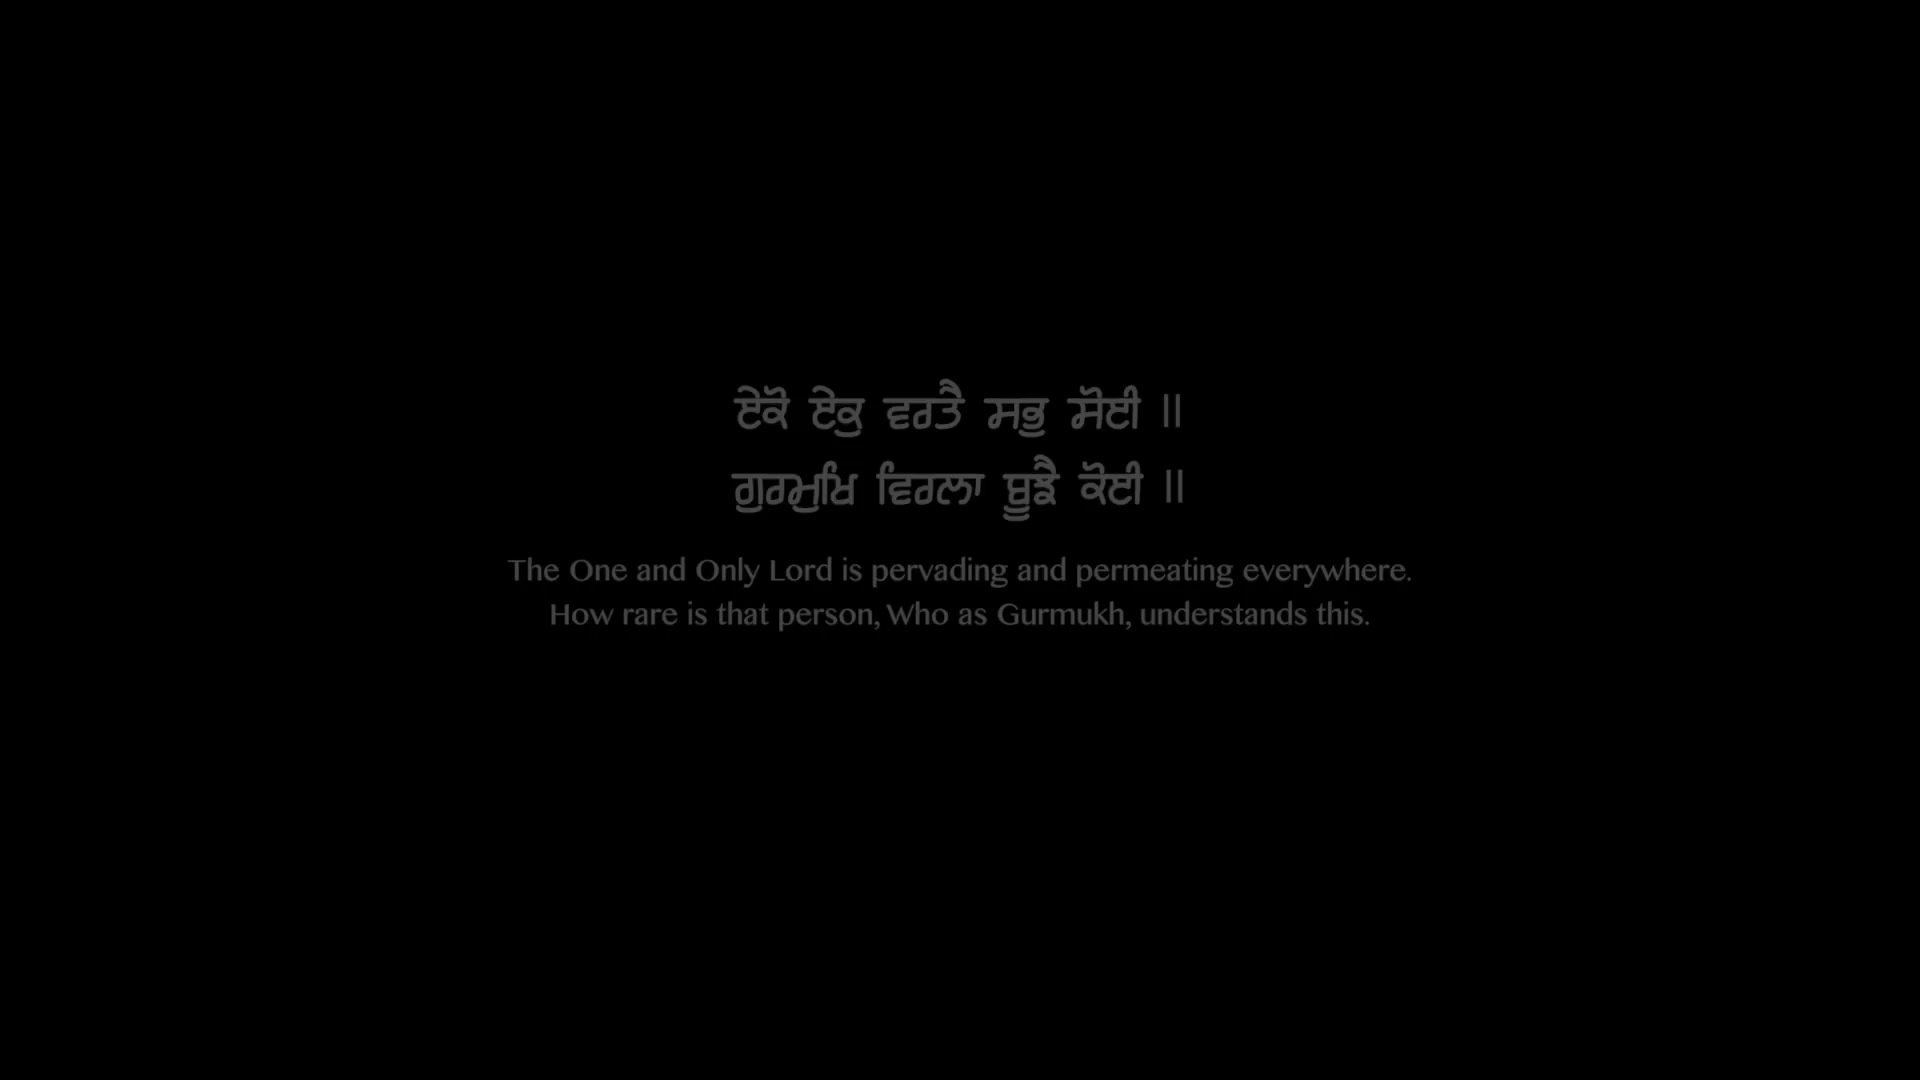 ਏਕੋ ਏਕੁ ਵਰਤੈ ਸਭੁ ਸੋਈ ॥
ਗੁਰਮੁਖਿ ਵਿਰਲਾ ਬੂਝੈ ਕੋਈ ॥
The One and Only Lord is pervading and permeating everywhere.
How rare is that person, Who as Gurmukh, understands this.